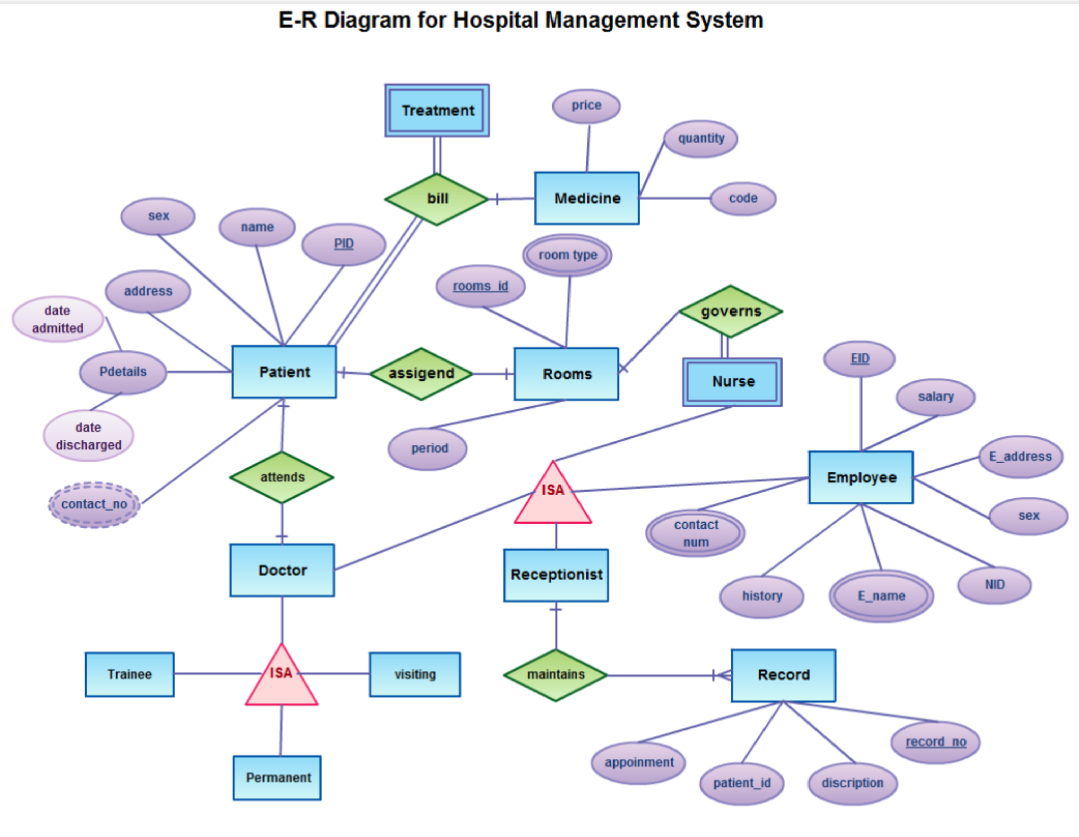 E-R Diagram for Hospital Management System
Treatment
price
quantity
bill
Medicine
code
sex
name
PID
room type
rooms_id
address
date
admitted
governs
Pdetails
Patient
assigend
Rooms
Nurse
EID
salary
date
discharged
period
E_address
attends
ISA
Employee
contact_no
contact
num
sex
Doctor
Receptionist
history
E_name
NID
Trainee
ISA
visiting
maintains
Record
Permanent
appoinment
patient_id
discription
record_no